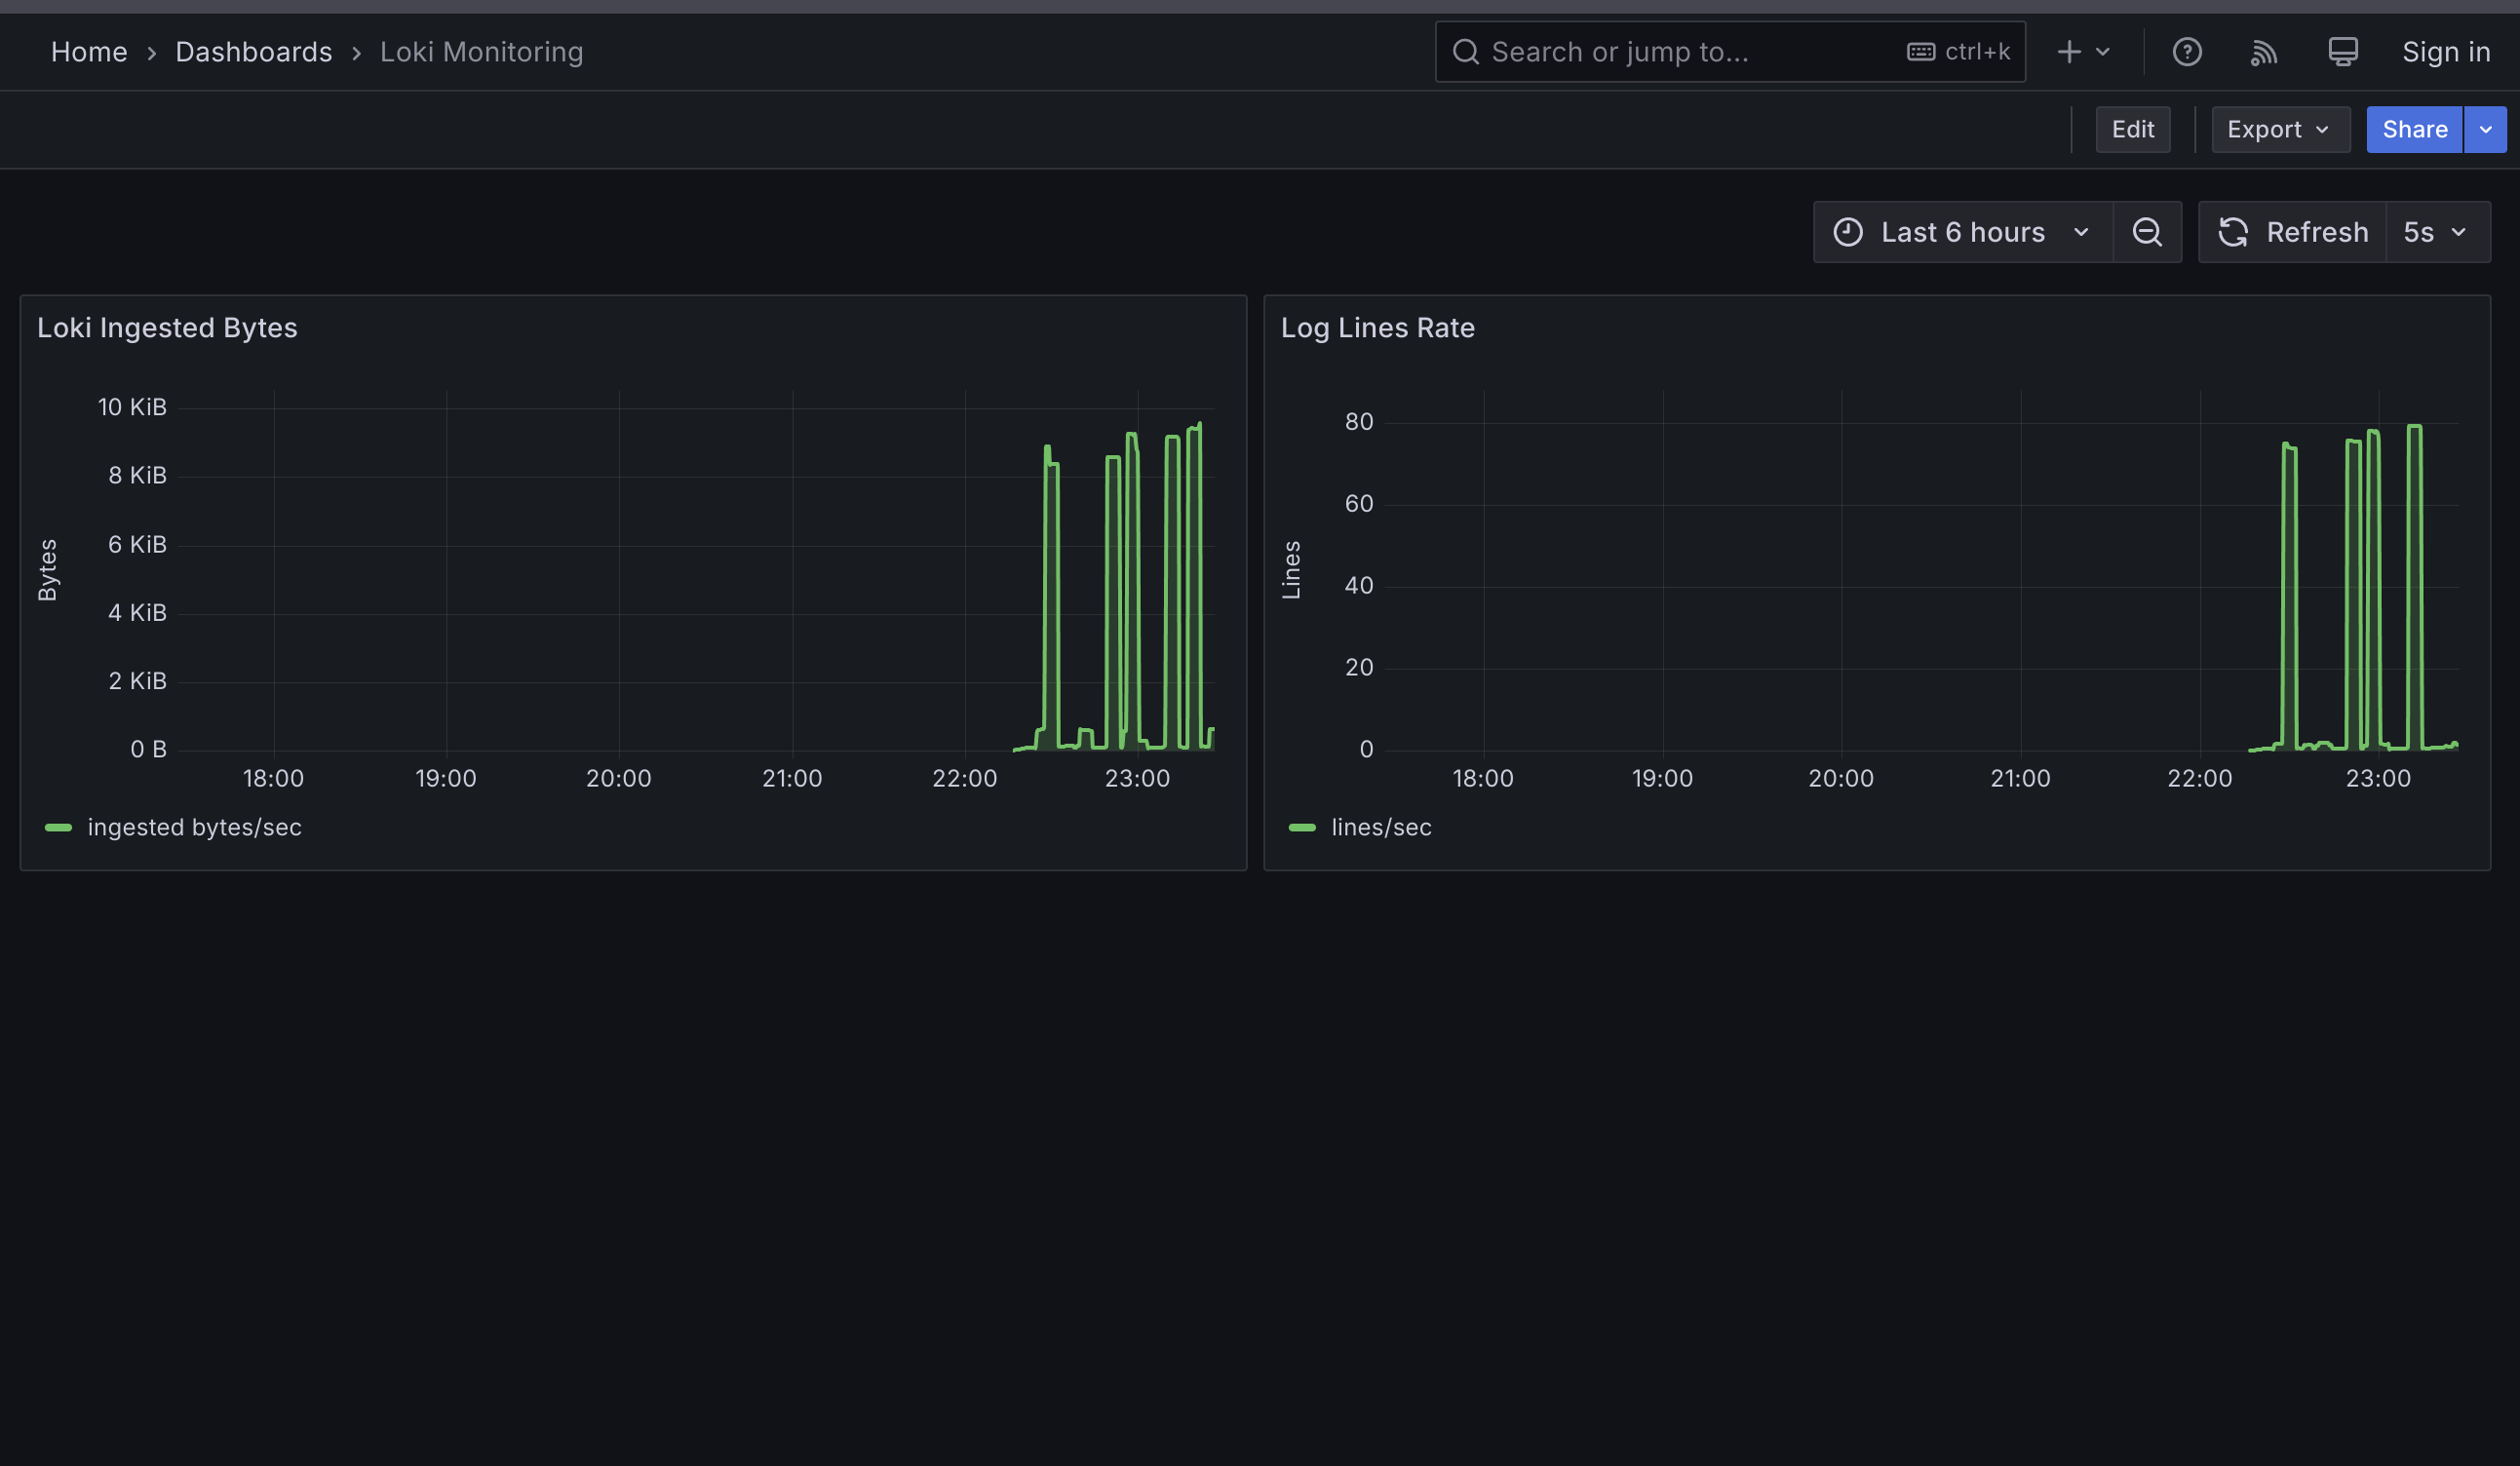 Home > Dashboards > Loki Monitoring
Search or jump to...
ctrl+k
Sign in
Edit
Export
Share
Last 6 hours
Refresh
5s
Loki Ingested Bytes
Bytes
10 KiB
8 KiB
6 KiB
4 KiB
2 KiB
0 B
18:00 19:00 20:00 21:00 22:00 23:00
ingested bytes/sec
Log Lines Rate
Lines
80
60
40
20
0
18:00 19:00 20:00 21:00 22:00 23:00
lines/sec